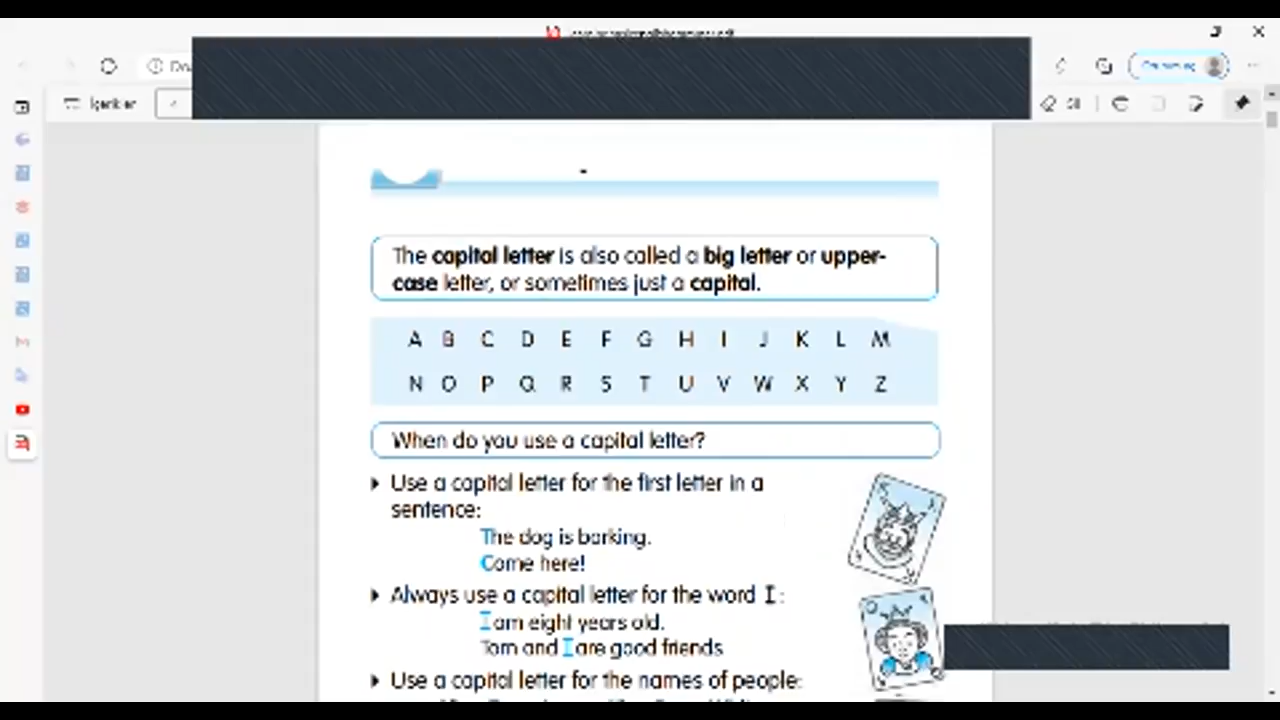 İçerikler
The capital letter is also called a big letter or upper-
case letter, or sometimes just a capital.
A B C D E F G H I J K L M
N O P Q R S T U V W X Y Z
When do you use a capital letter?
Use a capital letter for the first letter in a
sentence:
The dog is barking.
Come here!
Always use a capital letter for the word I:
I am eight years old.
Tom and I are good friends
Use a capital letter for the names of people: